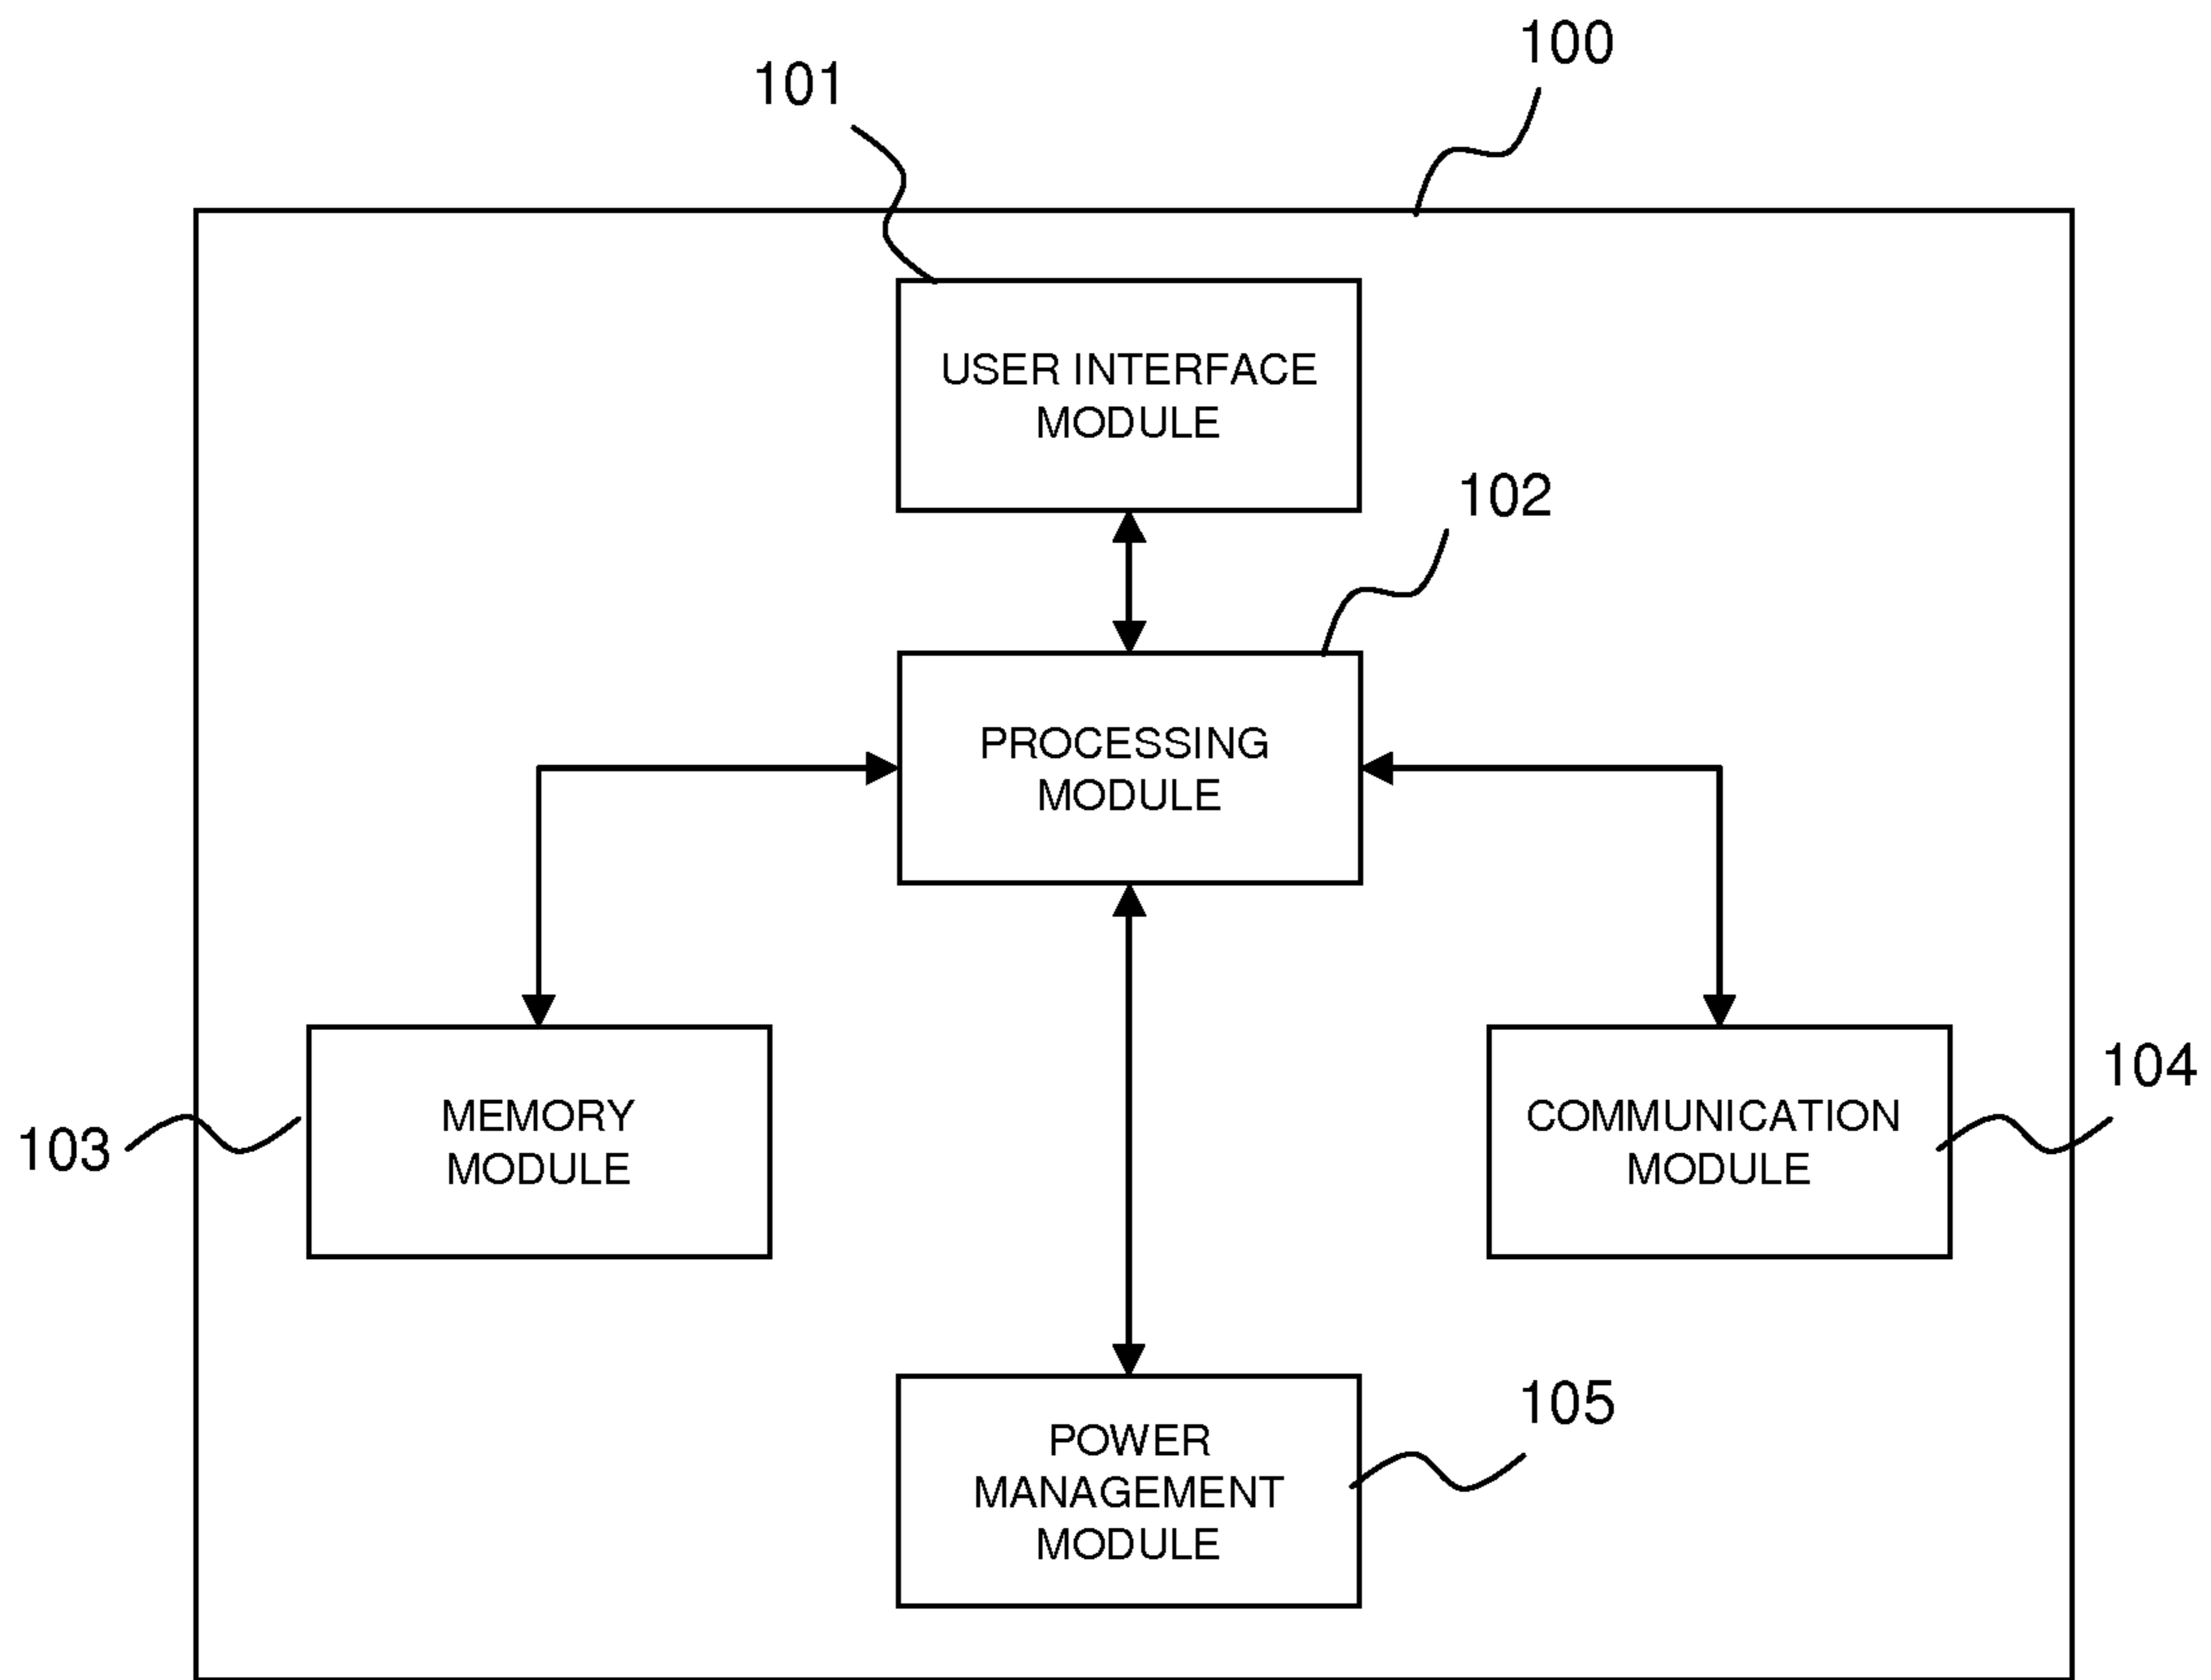 100
101
USER INTERFACE
MODULE
102
PROCESSING
MODULE
103
MEMORY
MODULE
104
COMMUNICATION
MODULE
105
POWER
MANAGEMENT
MODULE